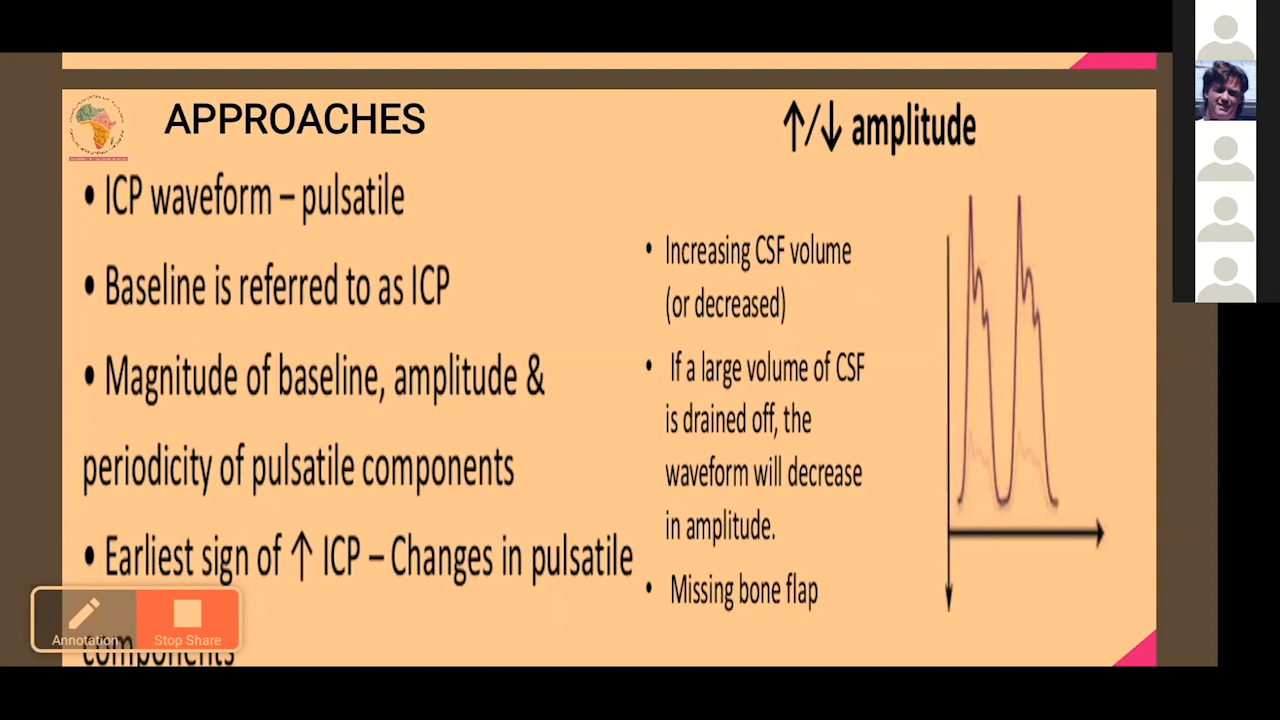 APPROACHES
• ICP waveform – pulsatile
• Baseline is referred to as ICP
• Magnitude of baseline, amplitude &
periodicity of pulsatile components
• Earliest sign of ↑ ICP – Changes in pulsatile
components
↑/↓ amplitude
• Increasing CSF volume
(or decreased)
• If a large volume of CSF
is drained off, the
waveform will decrease
in amplitude.
• Missing bone flap
Annotation
Stop Share